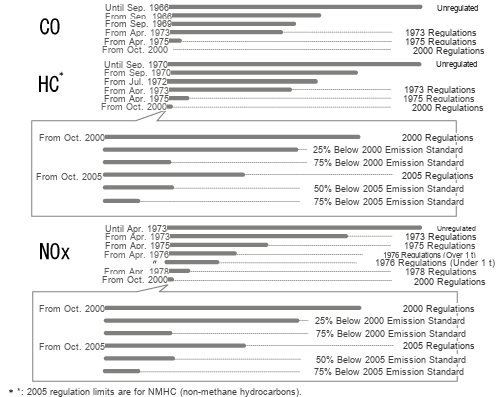 CO
Until Sep. 1966 Unregulated
From Sep. 1966
From Sep. 1969
From Apr. 1973 1973 Regulations
From Apr. 1975 1975 Regulations
From Oct. 2000 2000 Regulations
HC*
Until Sep. 1970 Unregulated
From Sep. 1970
From Jul. 1972
From Apr. 1973 1973 Regulations
From Apr. 1975 1975 Regulations
From Oct. 2000 2000 Regulations
From Oct. 2000 2000 Regulations
25% Below 2000 Emission Standard
75% Below 2000 Emission Standard
From Oct. 2005 2005 Regulations
50% Below 2005 Emission Standard
75% Below 2005 Emission Standard
NOx
Until Apr. 1973 Unregulated
From Apr. 1973 1973 Regulations
From Apr. 1975 1975 Regulations
From Apr. 1976 1976 Regulations (Over 1 t)
〃 1976 Regulations (Under 1 t)
From Apr. 1978 1978 Regulations
From Oct. 2000 2000 Regulations
From Oct. 2000 2000 Regulations
25% Below 2000 Emission Standard
75% Below 2000 Emission Standard
From Oct. 2005 2005 Regulations
50% Below 2005 Emission Standard
75% Below 2005 Emission Standard
* *: 2005 regulation limits are for NMHC (non-methane hydrocarbons).